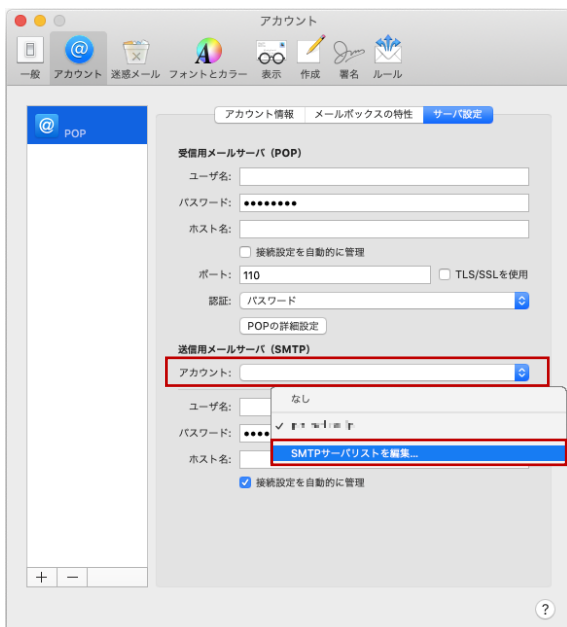 アカウント
一般 アカウント 迷惑メール フォントとカラー 表示 作成 署名 ルール
POP
アカウント情報 メールボックスの特性 サーバ設定
受信用メールサーバ（POP）
ユーザ名:
パスワード: ●●●●●●●●
ホスト名:
接続設定を自動的に管理
ポート: 110 TLS/SSLを使用
認証: パスワード
POPの詳細設定
送信用メールサーバ（SMTP）
アカウント:
なし
ユーザ名:
パスワード: ●●●●
SMTPサーバリストを編集...
ホスト名:
接続設定を自動的に管理
?